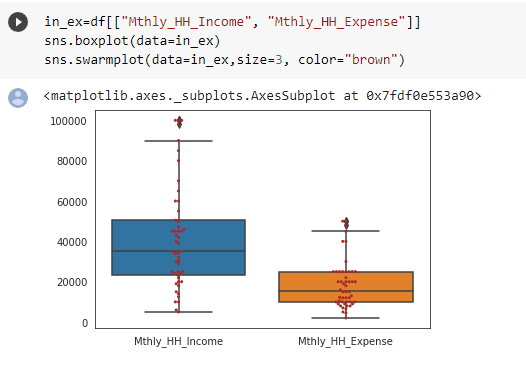 in_ex=df[["Mthly_HH_Income", "Mthly_HH_Expense"]]
sns.boxplot(data=in_ex)
sns.swarmplot(data=in_ex,size=3, color="brown")
<matplotlib.axes._subplots.AxesSubplot at 0x7fdf0e553a90>
100000
80000
60000
40000
20000
0
Mthly_HH_Income Mthly_HH_Expense